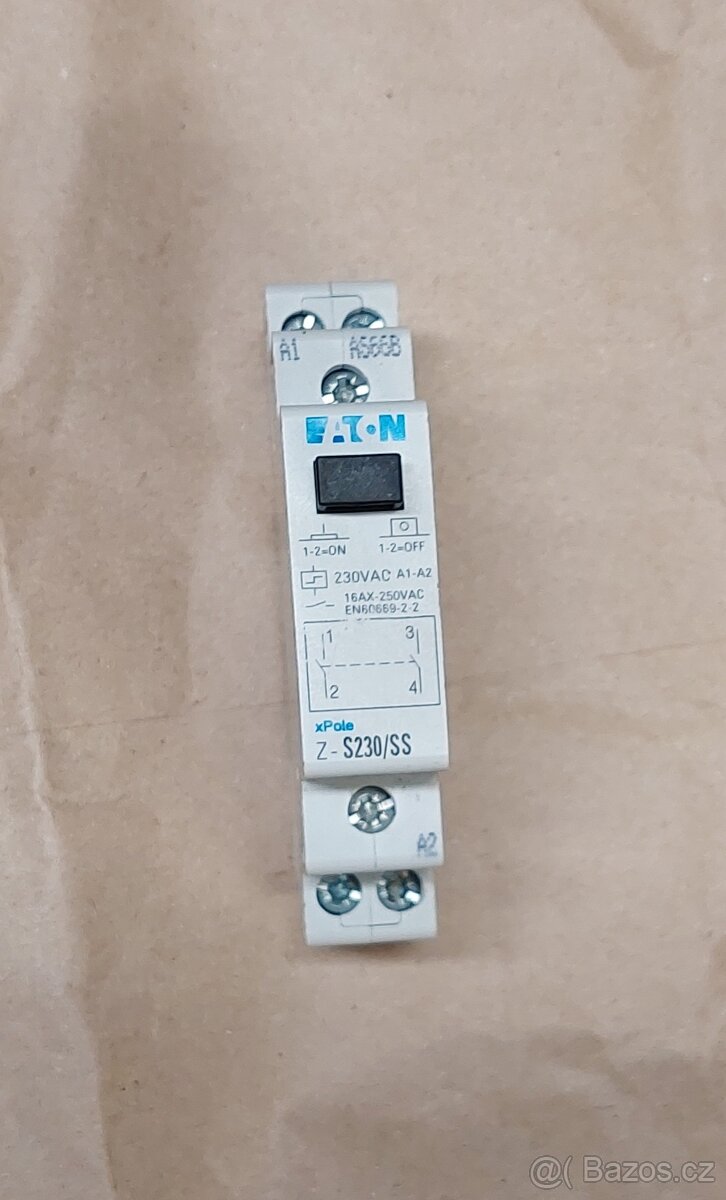 A1 A566B
EATON
1-2=ON 1-2=OFF
230VAC A1-A2
16AX-250VAC
EN60669-2-2
1 3
2 4
xPole
Z-S230/SS
A2
@( Bazos.cz